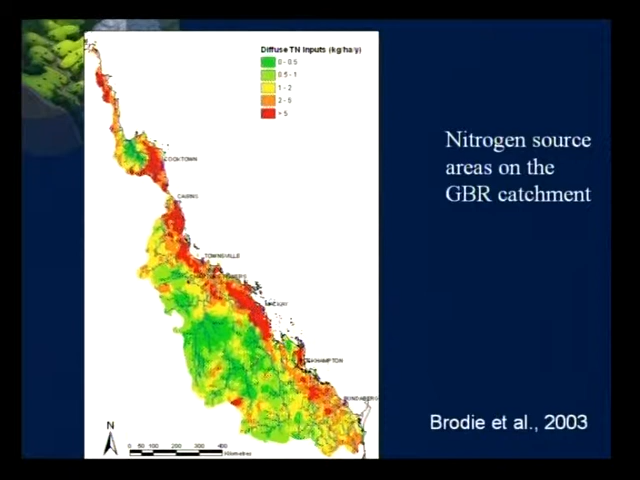 Diffuse TN Inputs (kg/ha/y)
0 - 0.5
0.5 - 1
1 - 2
2 - 5
> 5
Nitrogen source
areas on the
GBR catchment
COOKTOWN
CAIRNS
TOWNSVILLE
MACKAY
ROCKHAMPTON
BUNDABERG
Brodie et al., 2003
N
0 50 100 200 300 400
Kilometres